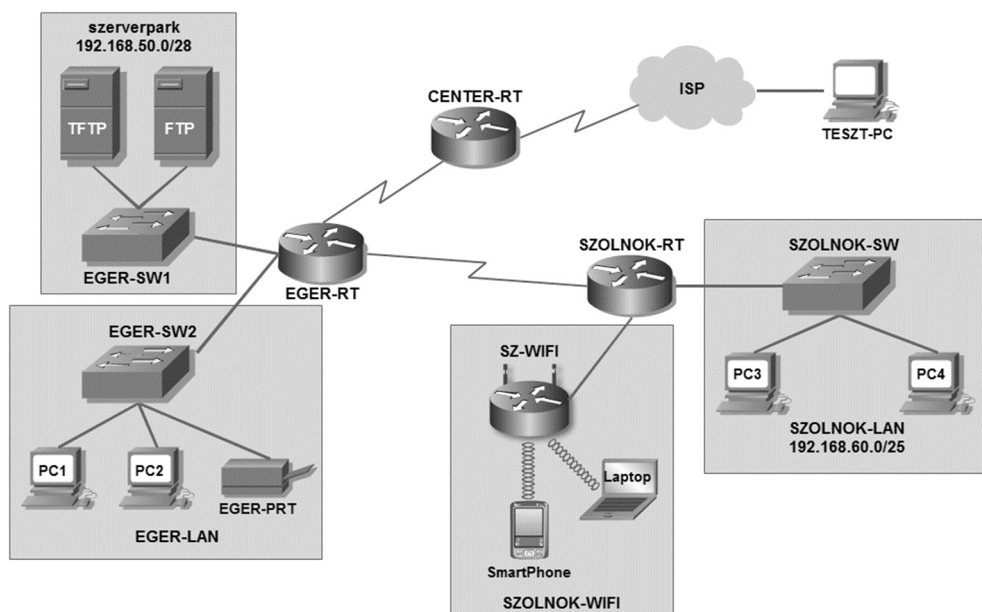 szerverpark
192.168.50.0/28
TFTP
FTP
EGER-SW1
CENTER-RT
ISP
TESZT-PC
EGER-RT
SZOLNOK-RT
SZOLNOK-SW
PC3
PC4
SZOLNOK-LAN
192.168.60.0/25
EGER-SW2
PC1
PC2
EGER-PRT
EGER-LAN
SZ-WIFI
Laptop
SmartPhone
SZOLNOK-WIFI